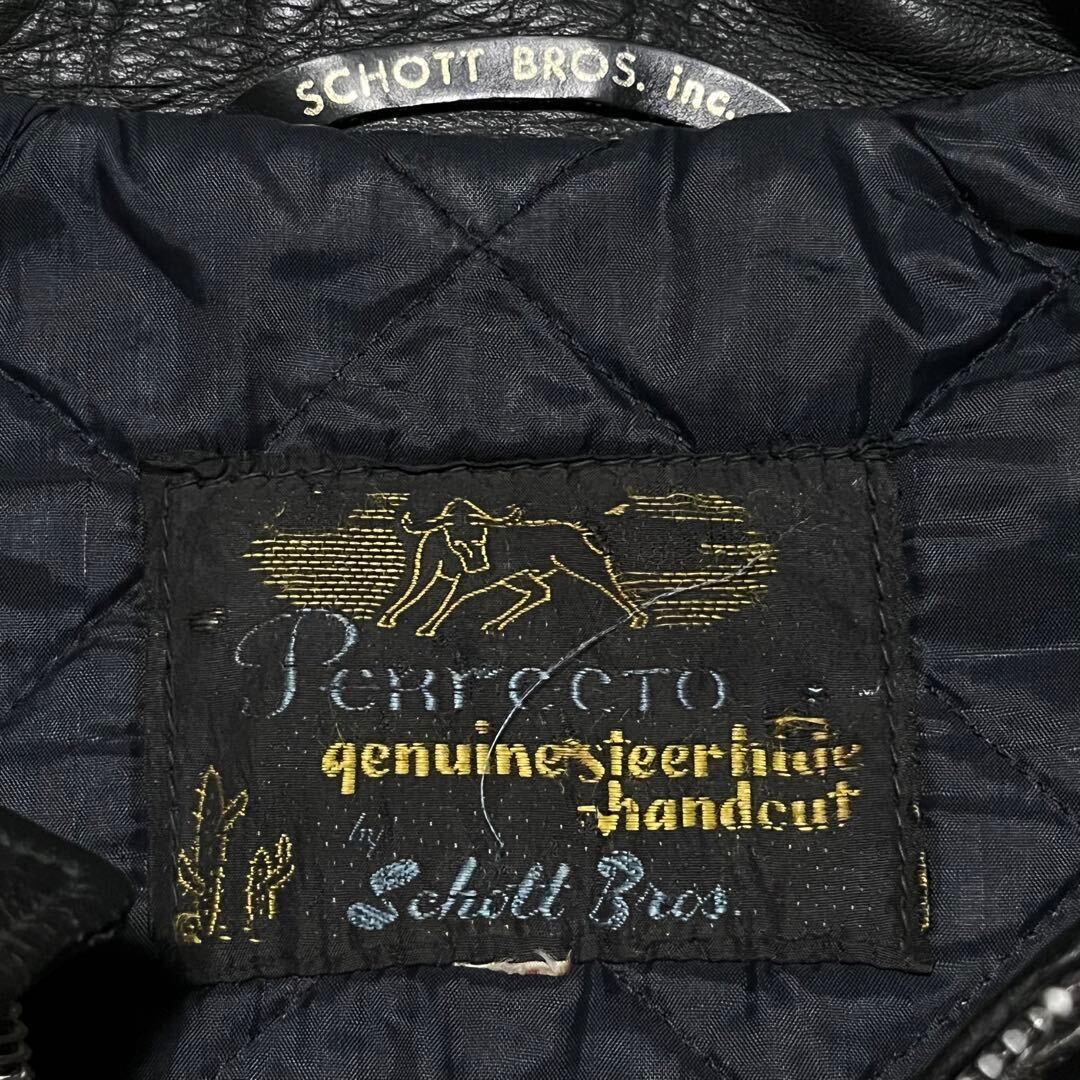 SCHOTT BROS. inc.
Perfecto
genuine steerhide
handcut
by
Schott Bros.